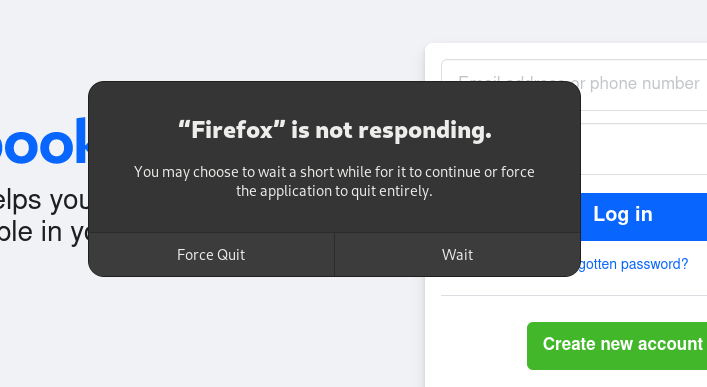 Email address or phone number
“Firefox” is not responding.
book
You may choose to wait a short while for it to continue or force
the application to quit entirely.
elps you
Log in
ble in yo
Force Quit
Wait
gotten password?
Create new account